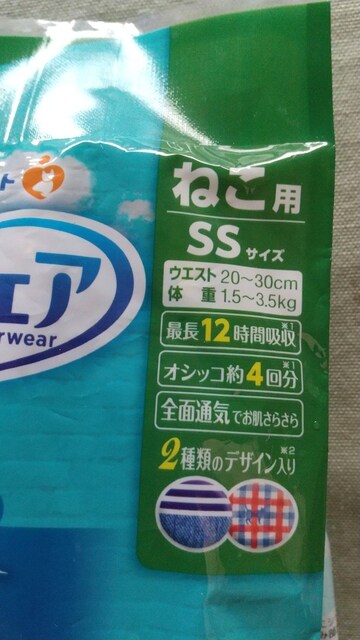 ト
ねこ用
SSサイズ
ウエスト 20～30cm
体 重 1.5～3.5kg
※1
最長12時間吸収
※1
オシッコ約4回分
全面通気でお肌さらさら
※2
2種類のデザイン入り
ェア
rwear